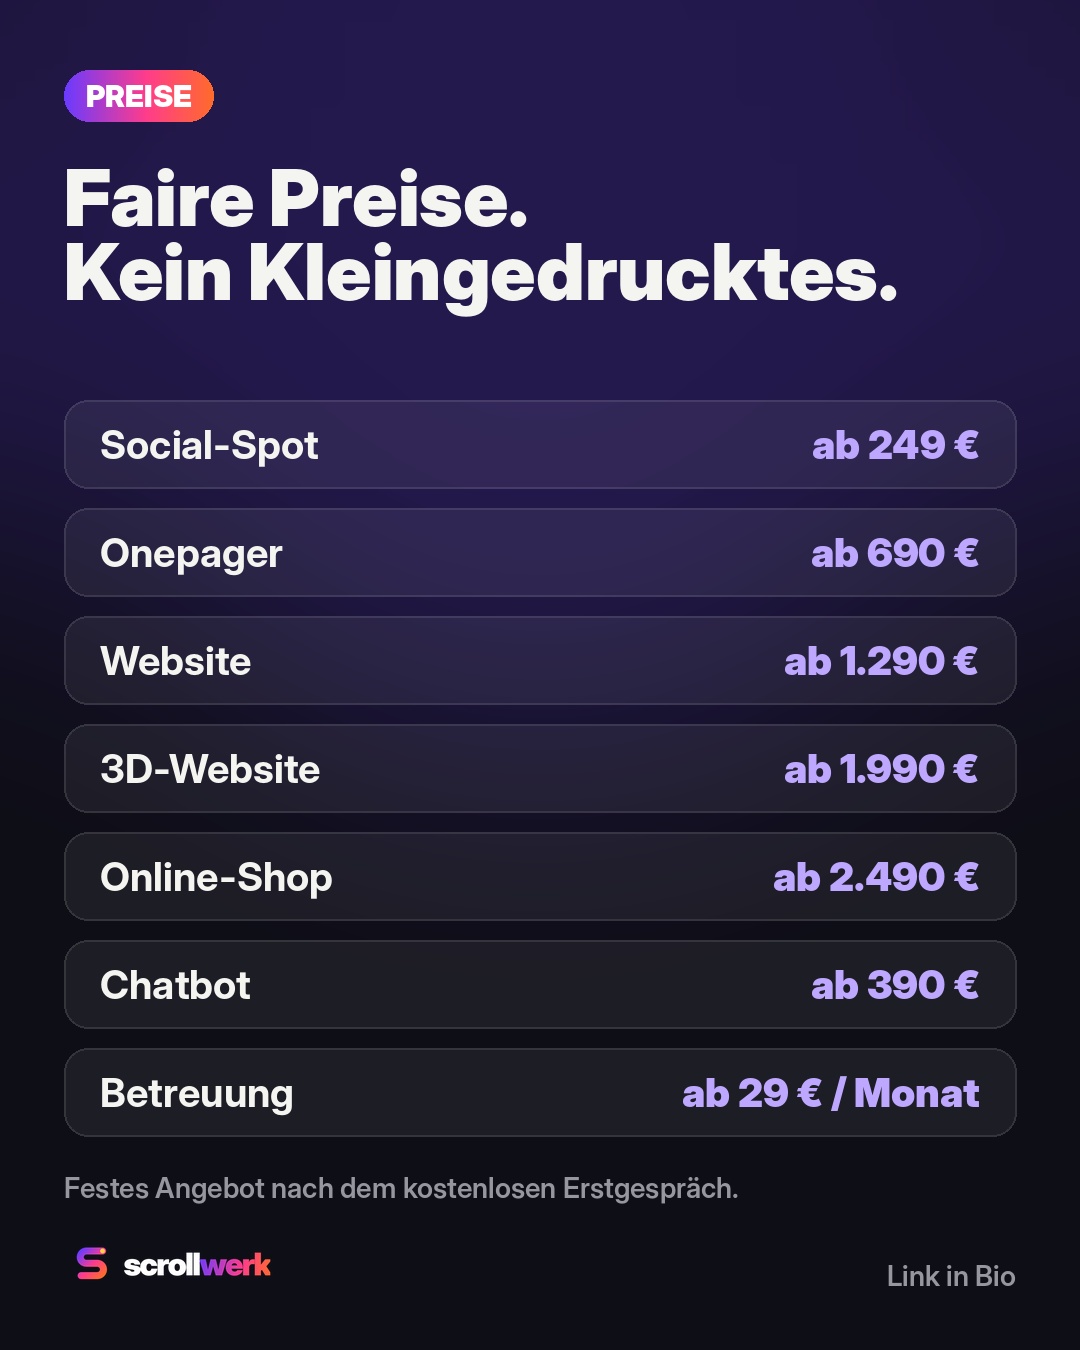 PREISE
Faire Preise.
Kein Kleingedrucktes.
Social-Spot ab 249 €
Onepager ab 690 €
Website ab 1.290 €
3D-Website ab 1.990 €
Online-Shop ab 2.490 €
Chatbot ab 390 €
Betreuung ab 29 € / Monat
Festes Angebot nach dem kostenlosen Erstgespräch.
scrollwerk
Link in Bio